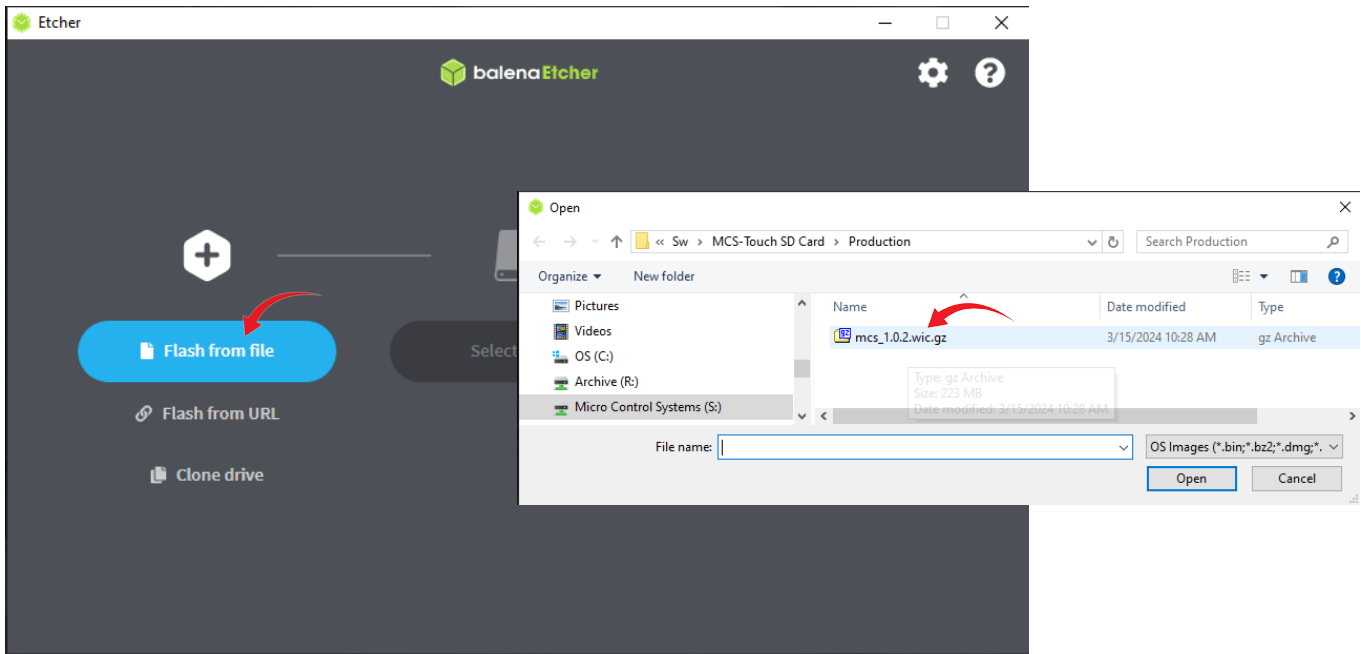 Etcher
balenaEtcher
Flash from file
Select
Flash from URL
Clone drive
Open
« Sw › MCS-Touch SD Card › Production
Search Production
Organize
New folder
Pictures
Videos
OS (C:)
Archive (R:)
Micro Control Systems (S:)
Name
Date modified
Type
mcs_1.0.2.wic.gz
3/15/2024 10:28 AM
gz Archive
Type: gz Archive
Size: 223 MB
Date modified: 3/15/2024 10:28 AM
File name:
OS Images (*.bin;*.bz2;*.dmg;*.
Open
Cancel